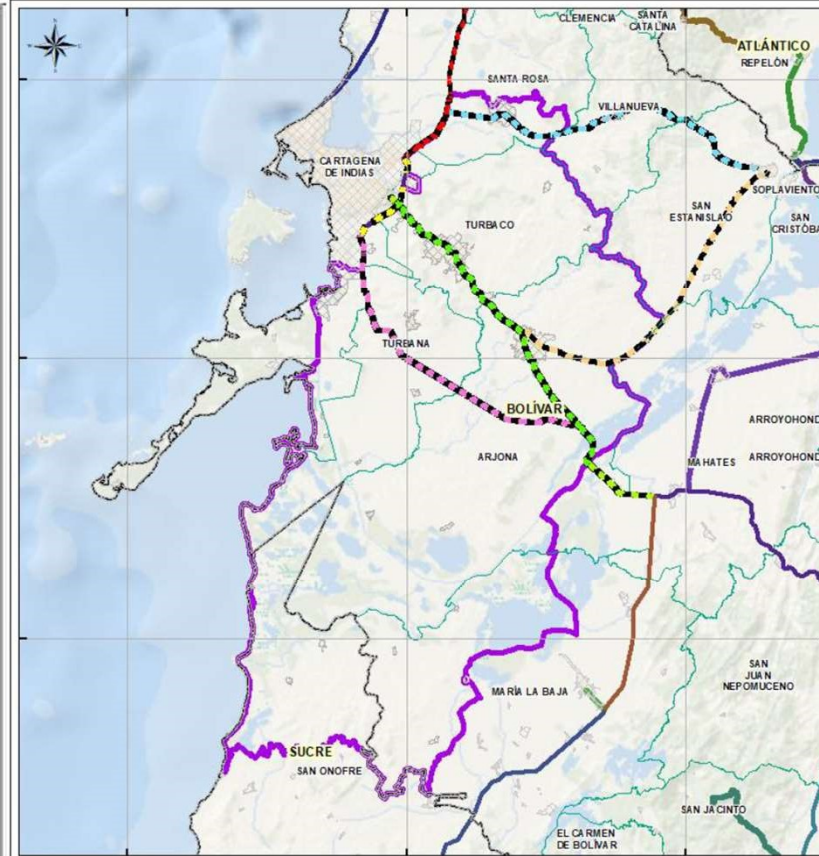 CLEMENCIA
SANTA
CATALINA
ATLÁNTICO
REPELÓN
SANTA ROSA
VILLANUEVA
CARTAGENA
DE INDIAS
SOPLAVIENTO
SAN
ESTANISLAO
SAN
CRISTÓBA
TURBACO
TURBANA
BOLÍVAR
ARROYOHOND
ARJONA
MAHATES
ARROYOHOND
MARÍA LA BAJA
SAN
JUAN
NEPOMUCENO
SUCRE
SAN ONOFRE
SAN JACINTO
EL CARMEN
DE BOLÍVAR